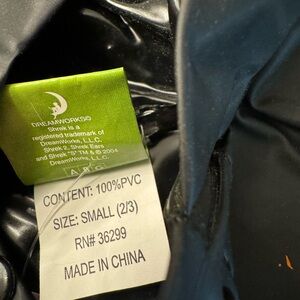 DREAMWORKS®
Shrek is a
registered trademark of
DreamWorks, L.L.C.
Shrek 2, Shrek Ears
and Shrek "S" TM & © 2004
DreamWorks, L.L.C.
A B C
CONTENT: 100%PVC
SIZE: SMALL (2/3)
RN# 36299
MADE IN CHINA